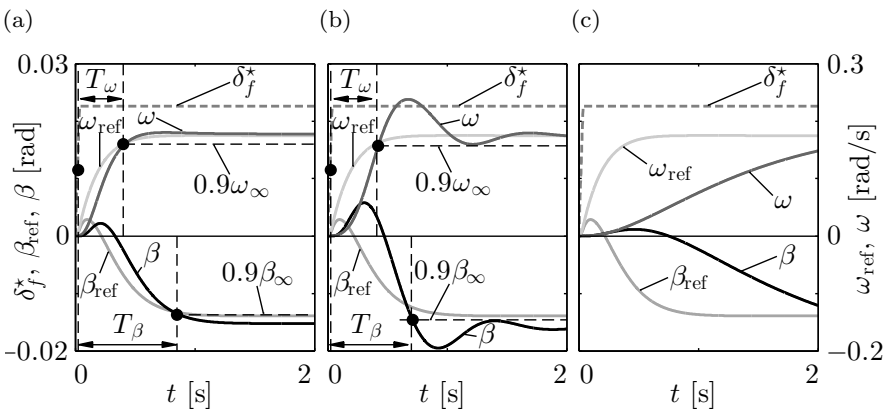 (a)
(b)
(c)
0.03
0
–0.02
δ_f^⋆, β_ref, β [rad]
T_ω
δ_f^⋆
ω_ref
ω
0.9ω_∞
β
β_ref
0.9β_∞
T_β
0
2
t [s]
T_ω
δ_f^⋆
ω_ref
ω
0.9ω_∞
β_ref
0.9β_∞
β
T_β
0
2
t [s]
δ_f^⋆
ω_ref
ω
β
β_ref
0
2
t [s]
0.3
0
–0.2
ω_ref, ω [rad/s]